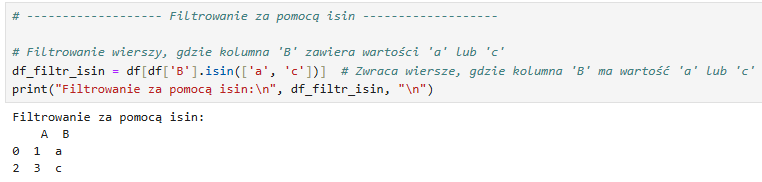 # ------------------ Filtrowanie za pomocą isin ------------------
# Filtrowanie wierszy, gdzie kolumna 'B' zawiera wartości 'a' lub 'c'
df_filtr_isin = df[df['B'].isin(['a', 'c'])]  # Zwraca wiersze, gdzie kolumna 'B' ma wartość 'a' lub 'c'
print("Filtrowanie za pomocą isin:\n", df_filtr_isin, "\n")
Filtrowanie za pomocą isin:
    A  B
0  1  a
2  3  c